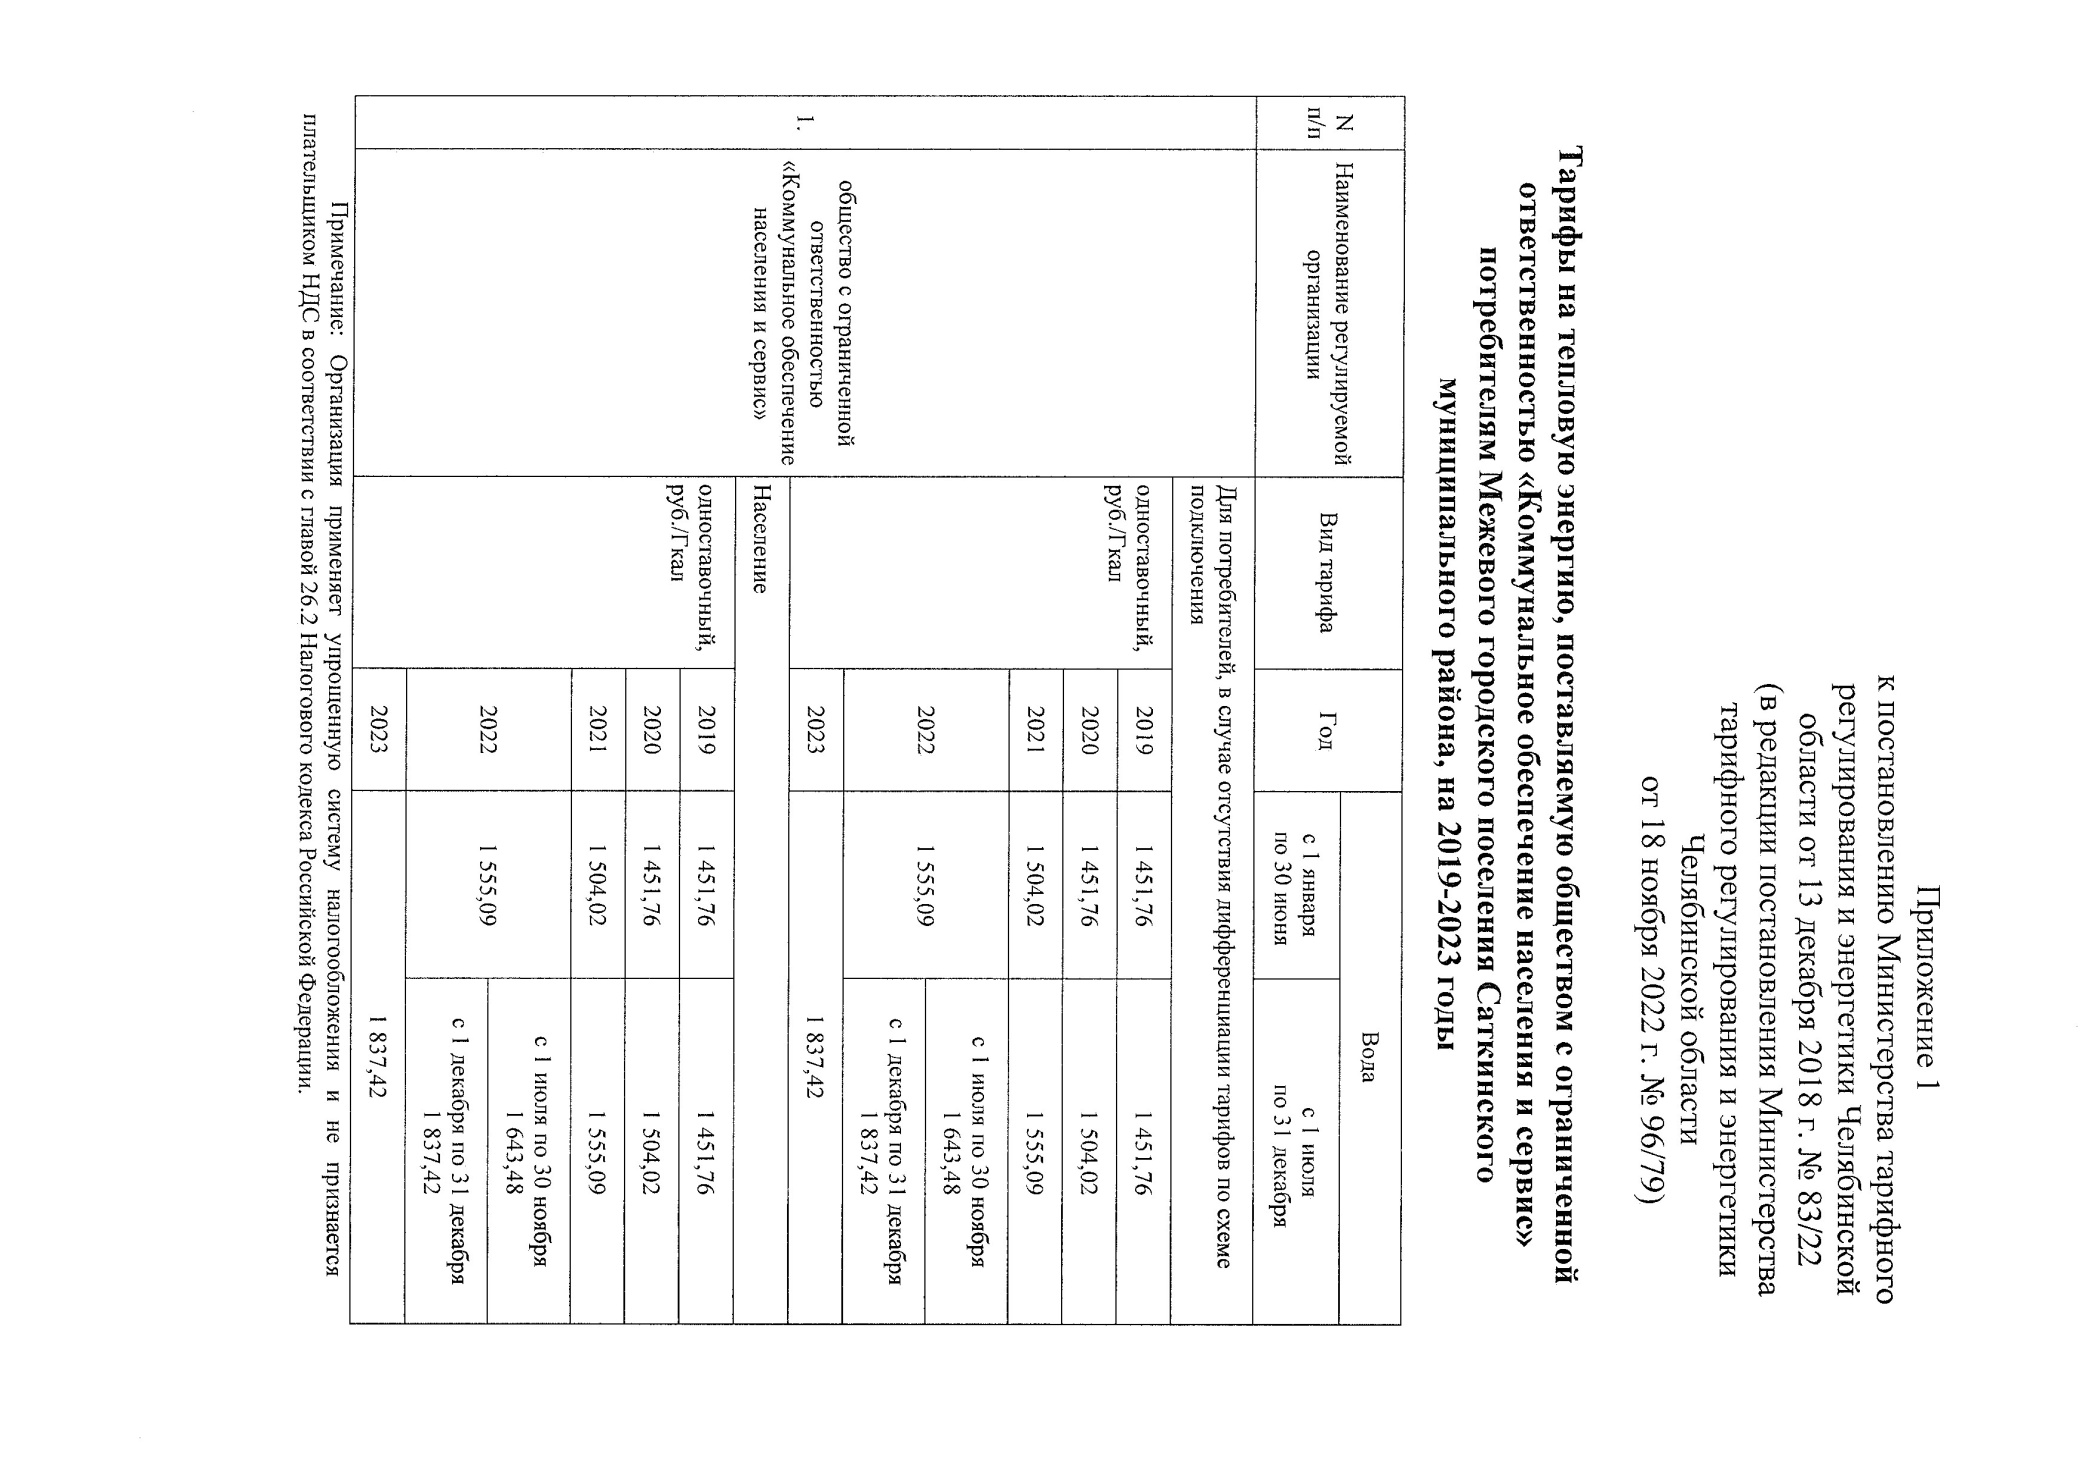 Приложение 1
к постановлению Министерства тарифного
регулирования и энергетики Челябинской
области от 13 декабря 2018 г. № 83/22
(в редакции постановления Министерства
тарифного регулирования и энергетики
Челябинской области
от 18 ноября 2022 г. № 96/79)
Тарифы на тепловую энергию, поставляемую обществом с ограниченной
ответственностью «Коммунальное обеспечение населения и сервис»
потребителям Межевого городского поселения Саткинского
муниципального района, на 2019-2023 годы
N
п/п
Наименование регулируемой
организации
Вид тарифа
Год
Вода
с 1 января
по 30 июня
с 1 июля
по 31 декабря
1.
общество с ограниченной
ответственностью
«Коммунальное обеспечение
населения и сервис»
Для потребителей, в случае отсутствия дифференциации тарифов по схеме
подключения
одноставочный,
руб./Гкал
2019
1 451,76
1 451,76
2020
1 451,76
1 504,02
2021
1 504,02
1 555,09
2022
1 555,09
с 1 июля по 30 ноября
1 643,48
с 1 декабря по 31 декабря
1 837,42
2023
1 837,42
Население
одноставочный,
руб./Гкал
2019
1 451,76
1 451,76
2020
1 451,76
1 504,02
2021
1 504,02
1 555,09
2022
1 555,09
с 1 июля по 30 ноября
1 643,48
с 1 декабря по 31 декабря
1 837,42
2023
1 837,42
Примечание: Организация применяет упрощенную систему налогообложения и не признается
плательщиком НДС в соответствии с главой 26.2 Налогового кодекса Российской Федерации.